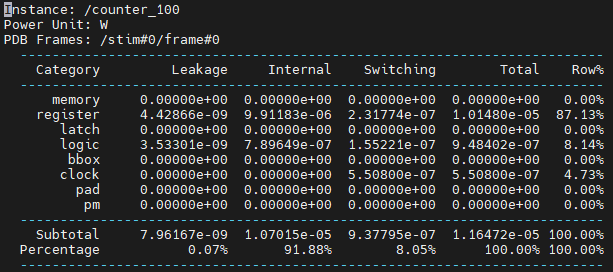 Instance: /counter_100
Power Unit: W
PDB Frames: /stim#0/frame#0
-------------------------------------------------------------------------
Category Leakage Internal Switching Total Row%
-------------------------------------------------------------------------
memory 0.00000e+00 0.00000e+00 0.00000e+00 0.00000e+00 0.00%
register 4.42866e-09 9.91183e-06 2.31774e-07 1.01480e-05 87.13%
latch 0.00000e+00 0.00000e+00 0.00000e+00 0.00000e+00 0.00%
logic 3.53301e-09 7.89649e-07 1.55221e-07 9.48402e-07 8.14%
bbox 0.00000e+00 0.00000e+00 0.00000e+00 0.00000e+00 0.00%
clock 0.00000e+00 0.00000e+00 5.50800e-07 5.50800e-07 4.73%
pad 0.00000e+00 0.00000e+00 0.00000e+00 0.00000e+00 0.00%
pm 0.00000e+00 0.00000e+00 0.00000e+00 0.00000e+00 0.00%
-------------------------------------------------------------------------
Subtotal 7.96167e-09 1.07015e-05 9.37795e-07 1.16472e-05 100.00%
Percentage 0.07% 91.88% 8.05% 100.00% 100.00%
-------------------------------------------------------------------------